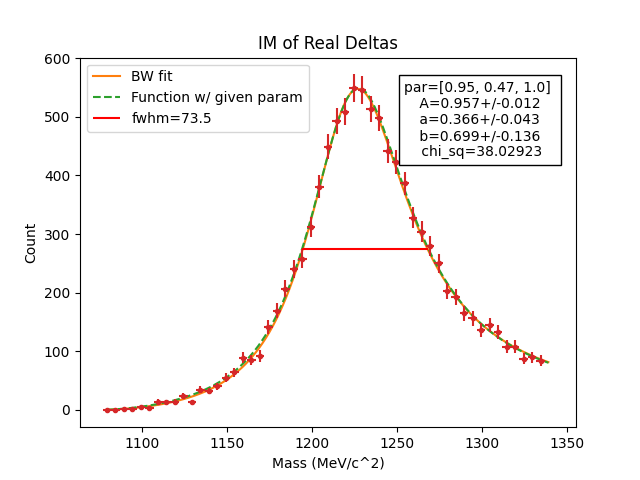 IM of Real Deltas
BW fit
Function w/ given param
fwhm=73.5
par=[0.95, 0.47, 1.0]
A=0.957+/-0.012
a=0.366+/-0.043
b=0.699+/-0.136
chi_sq=38.02923
Count
600
500
400
300
200
100
0
1100 1150 1200 1250 1300 1350
Mass (MeV/c^2)